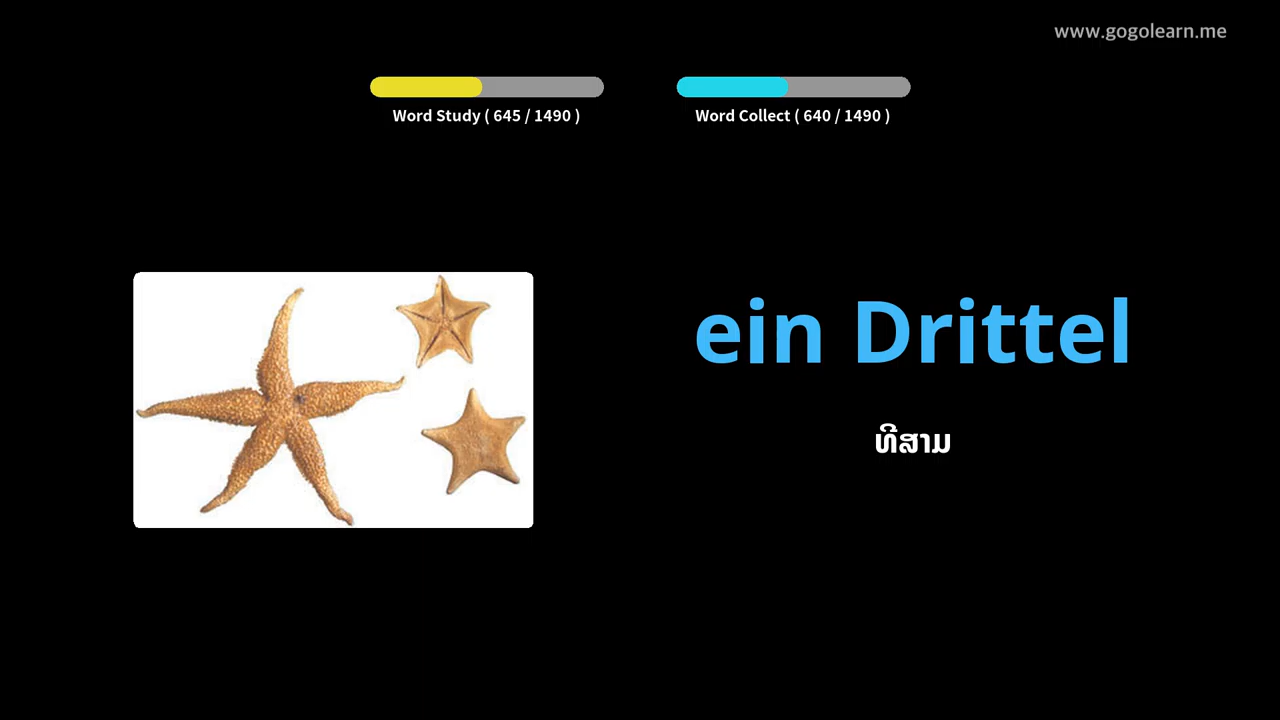 www.gogolearn.me
Word Study ( 645 / 1490 )
Word Collect ( 640 / 1490 )
ein Drittel
ທີສາມ